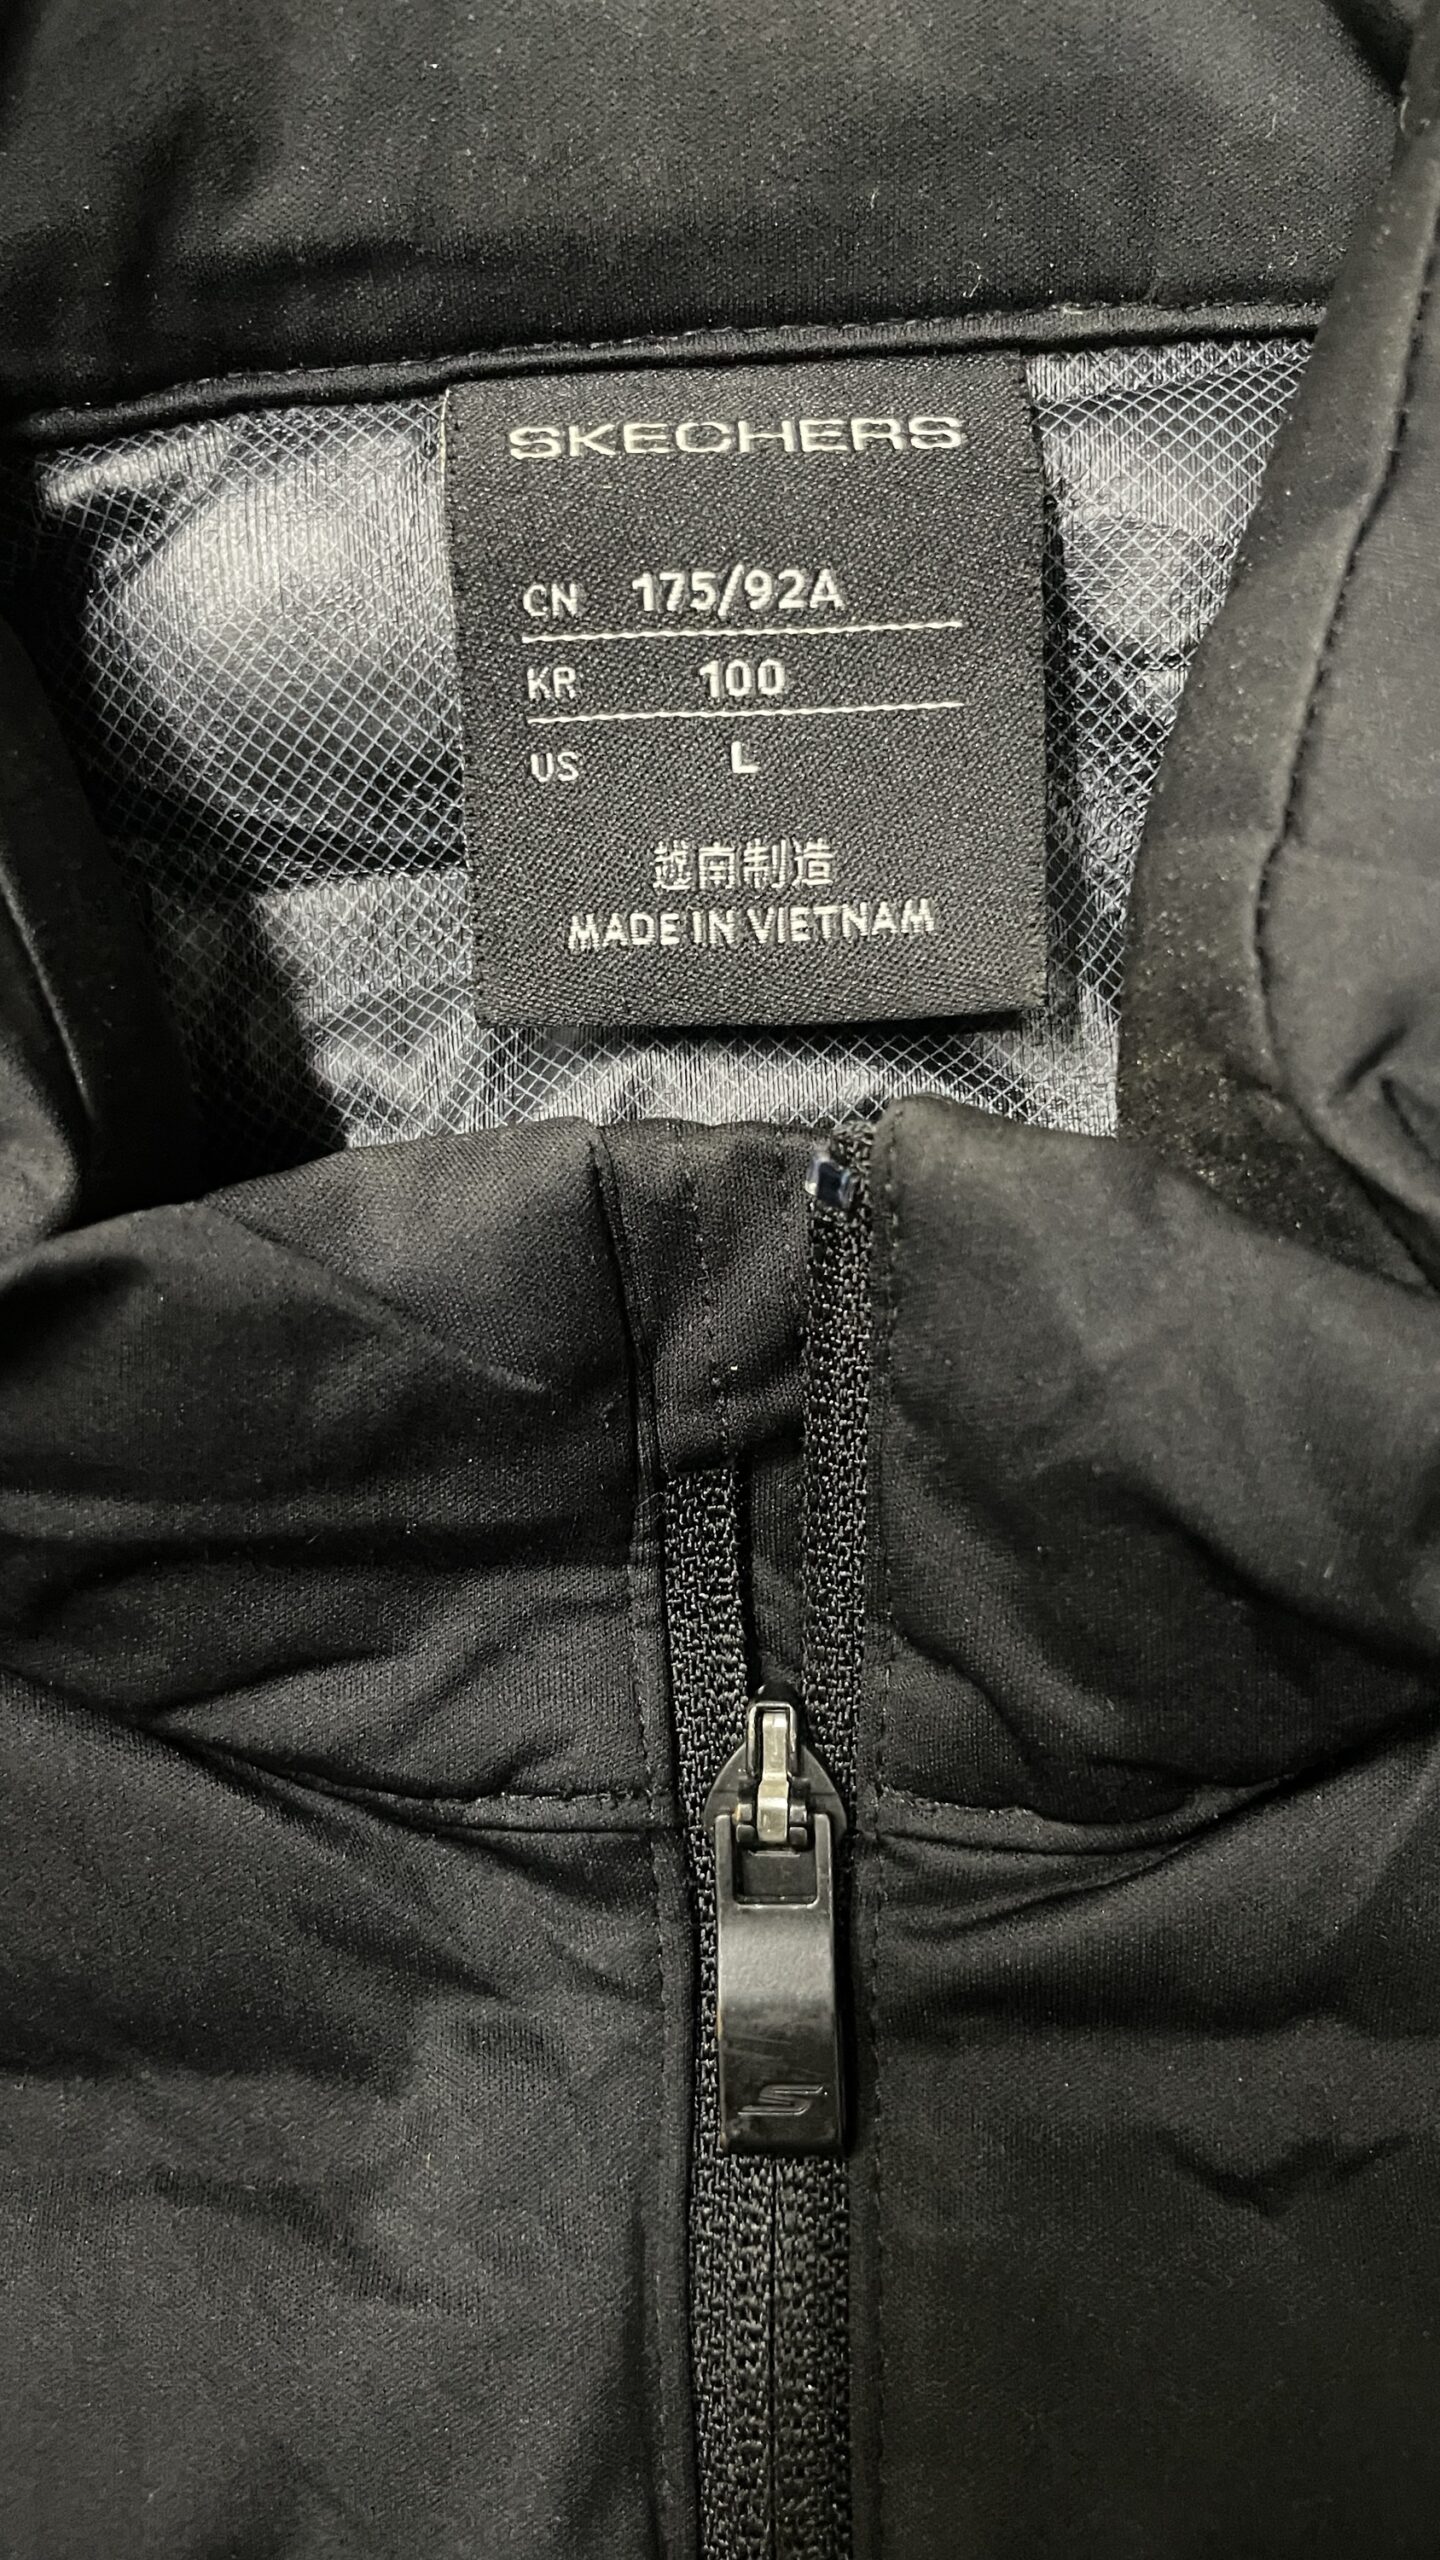 SKECHERS
CN 175/92A
KR 100
US L
越南制造
MADE IN VIETNAM